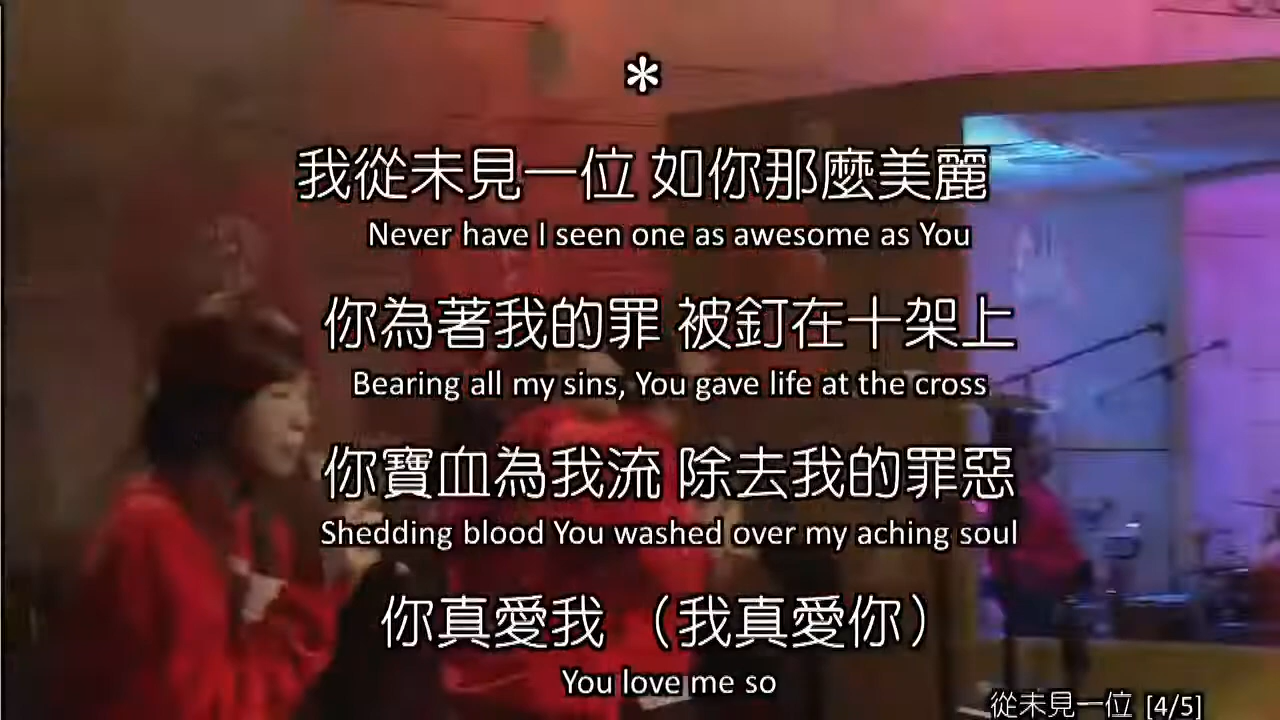 *
我從未見一位 如你那麼美麗
Never have I seen one as awesome as You
你為著我的罪 被釘在十架上
Bearing all my sins, You gave life at the cross
你寶血為我流 除去我的罪惡
Shedding blood You washed over my aching soul
你真愛我 （我真愛你）
You love me so
從未見一位 [4/5]